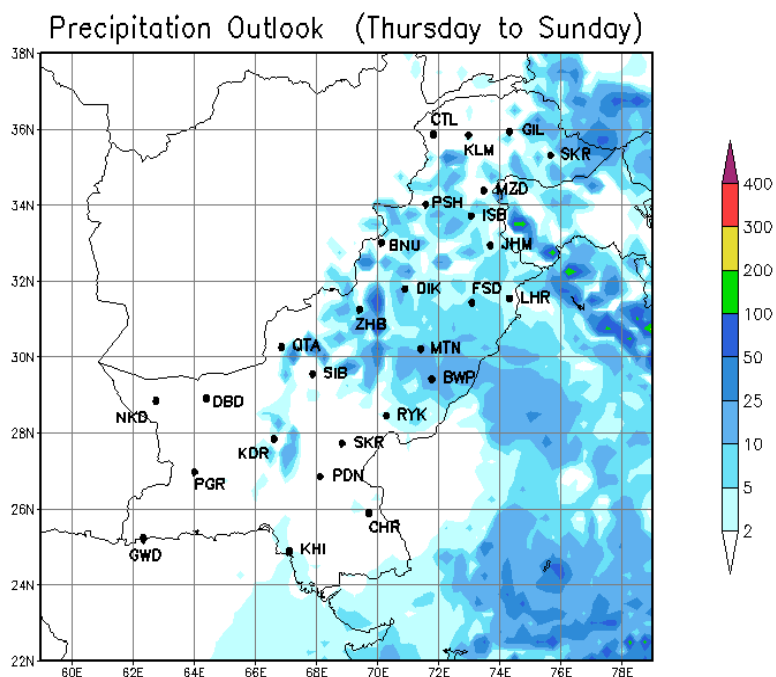 Precipitation Outlook (Thursday to Sunday)
38N
36N
34N
32N
30N
28N
26N
24N
22N
60E
62E
64E
66E
68E
70E
72E
74E
76E
78E
CTL
GIL
KLM
SKR
MZD
PSH
ISB
BNU
JHM
DIK
FSD
LHR
ZHB
QTA
MTN
SIB
BWP
DBD
NKD
RYK
KDR
SKR
PGR
PDN
CHR
KHI
GWD
400
300
200
100
50
25
10
5
2